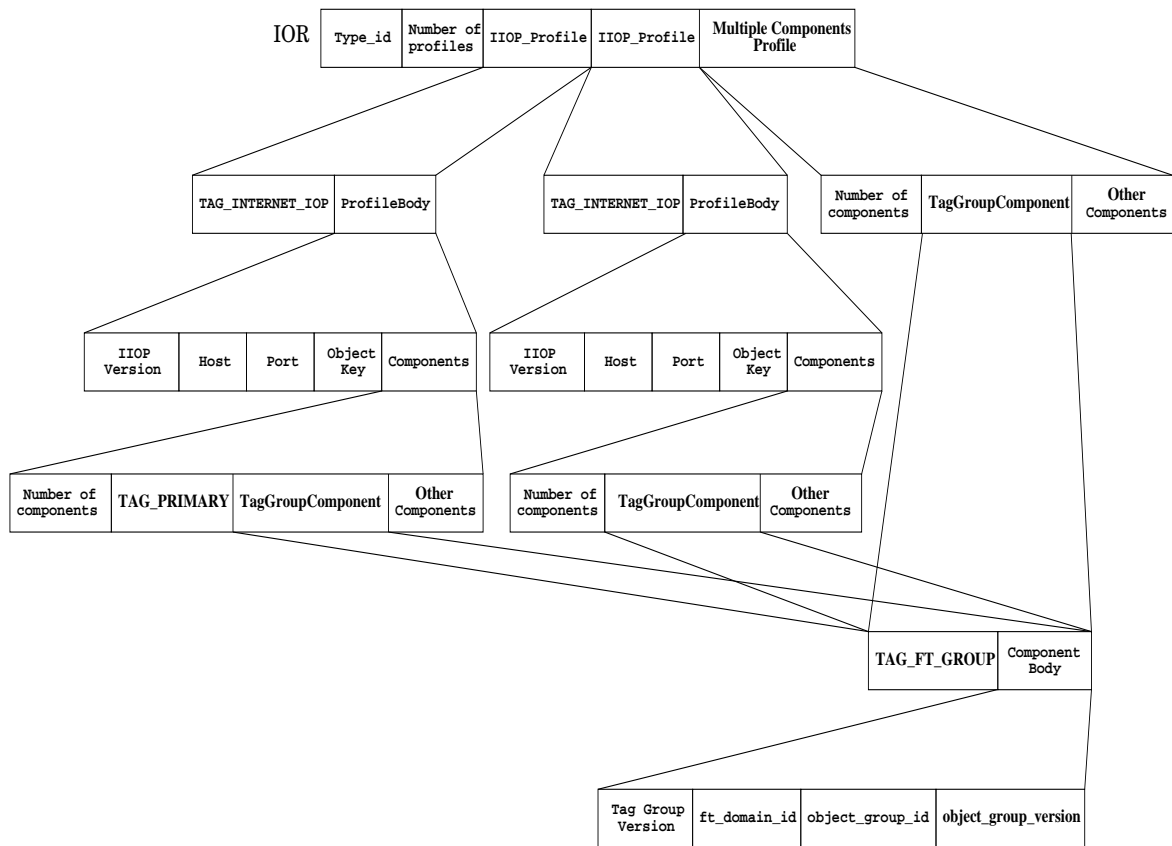 IOR
Type_id
Number of
profiles
IIOP_Profile
IIOP_Profile
Multiple Components
Profile
TAG_INTERNET_IOP
ProfileBody
TAG_INTERNET_IOP
ProfileBody
Number of
components
TagGroupComponent
Other
Components
IIOP
Version
Host
Port
Object
Key
Components
IIOP
Version
Host
Port
Object
Key
Components
Number of
components
TAG_PRIMARY
TagGroupComponent
Other
Components
Number of
components
TagGroupComponent
Other
Components
TAG_FT_GROUP
Component
Body
Tag Group
Version
ft_domain_id
object_group_id
object_group_version